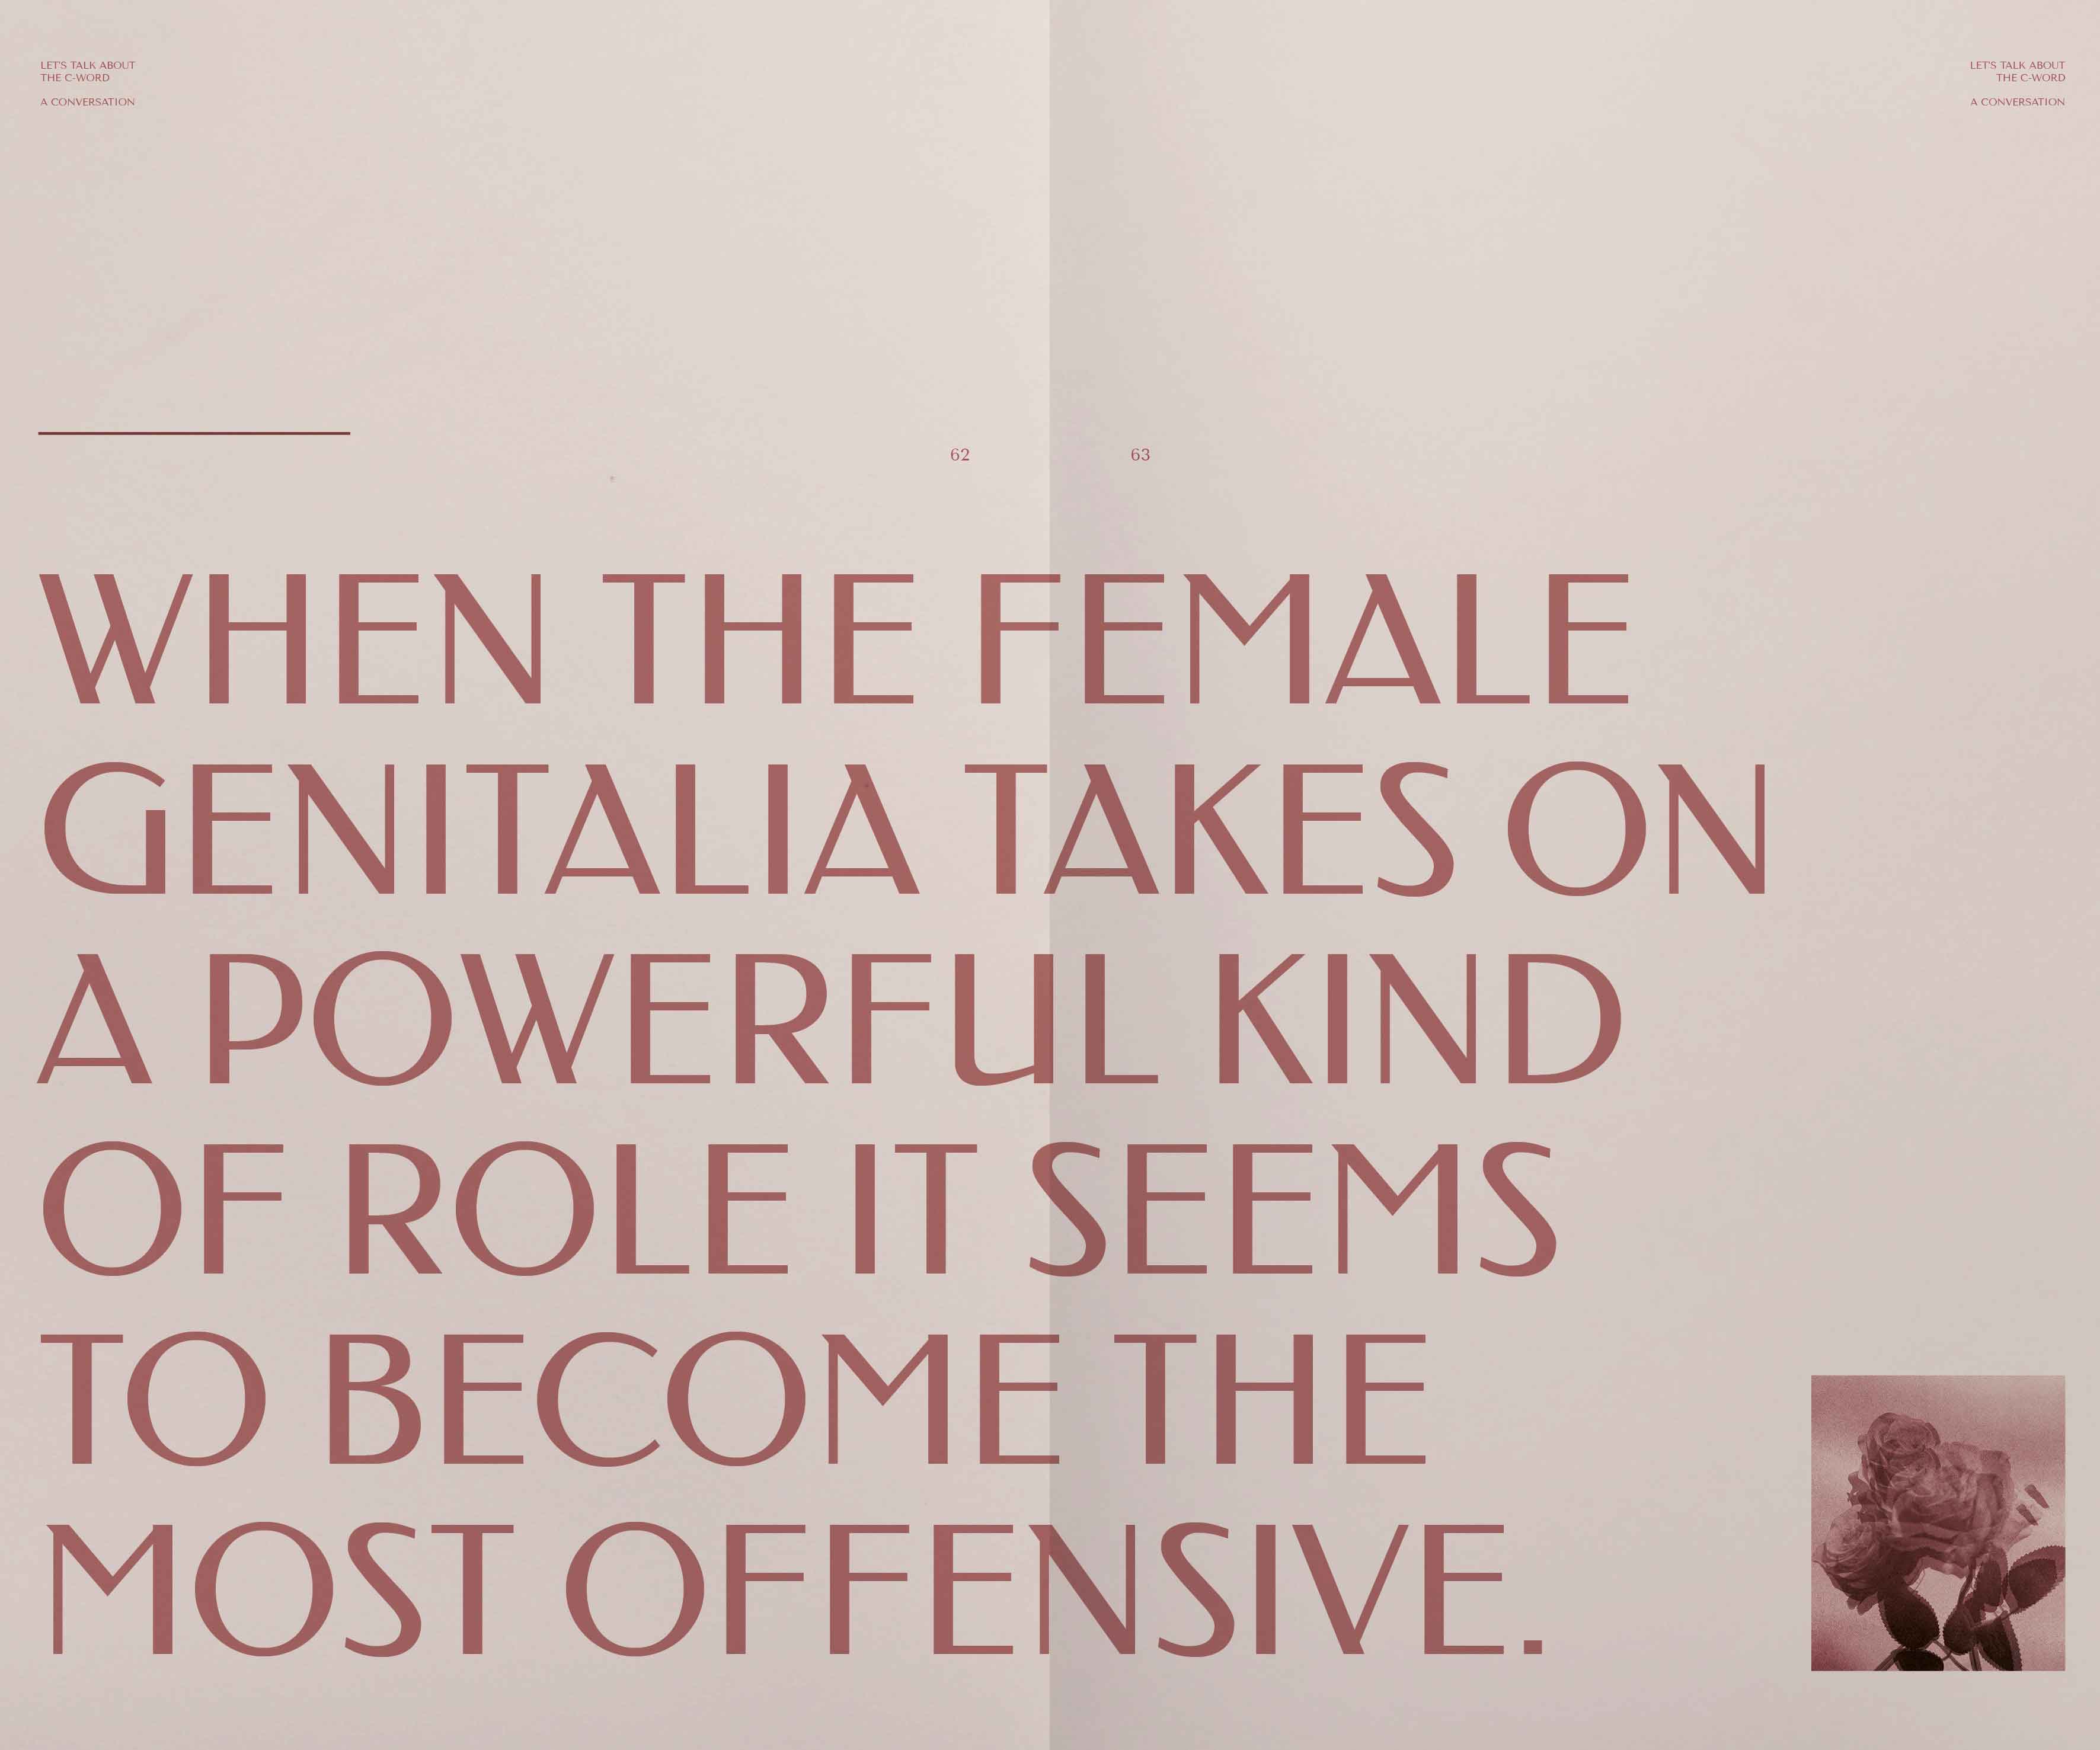 LET'S TALK ABOUT
THE C-WORD
A CONVERSATION
LET'S TALK ABOUT
THE C-WORD
A CONVERSATION
62
63
WHEN THE FEMALE
GENITALIA TAKES ON
A POWERFUL KIND
OF ROLE IT SEEMS
TO BECOME THE
MOST OFFENSIVE.